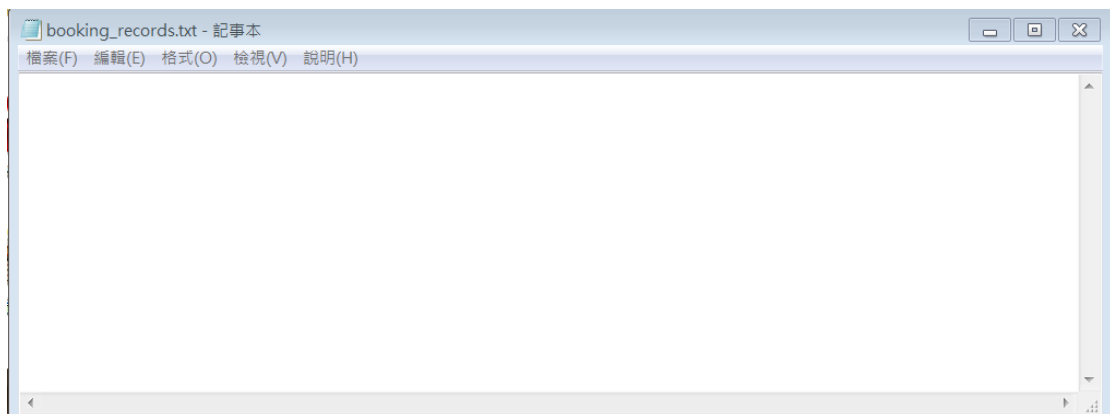 booking_records.txt - 記事本
檔案(F) 編輯(E) 格式(O) 檢視(V) 說明(H)